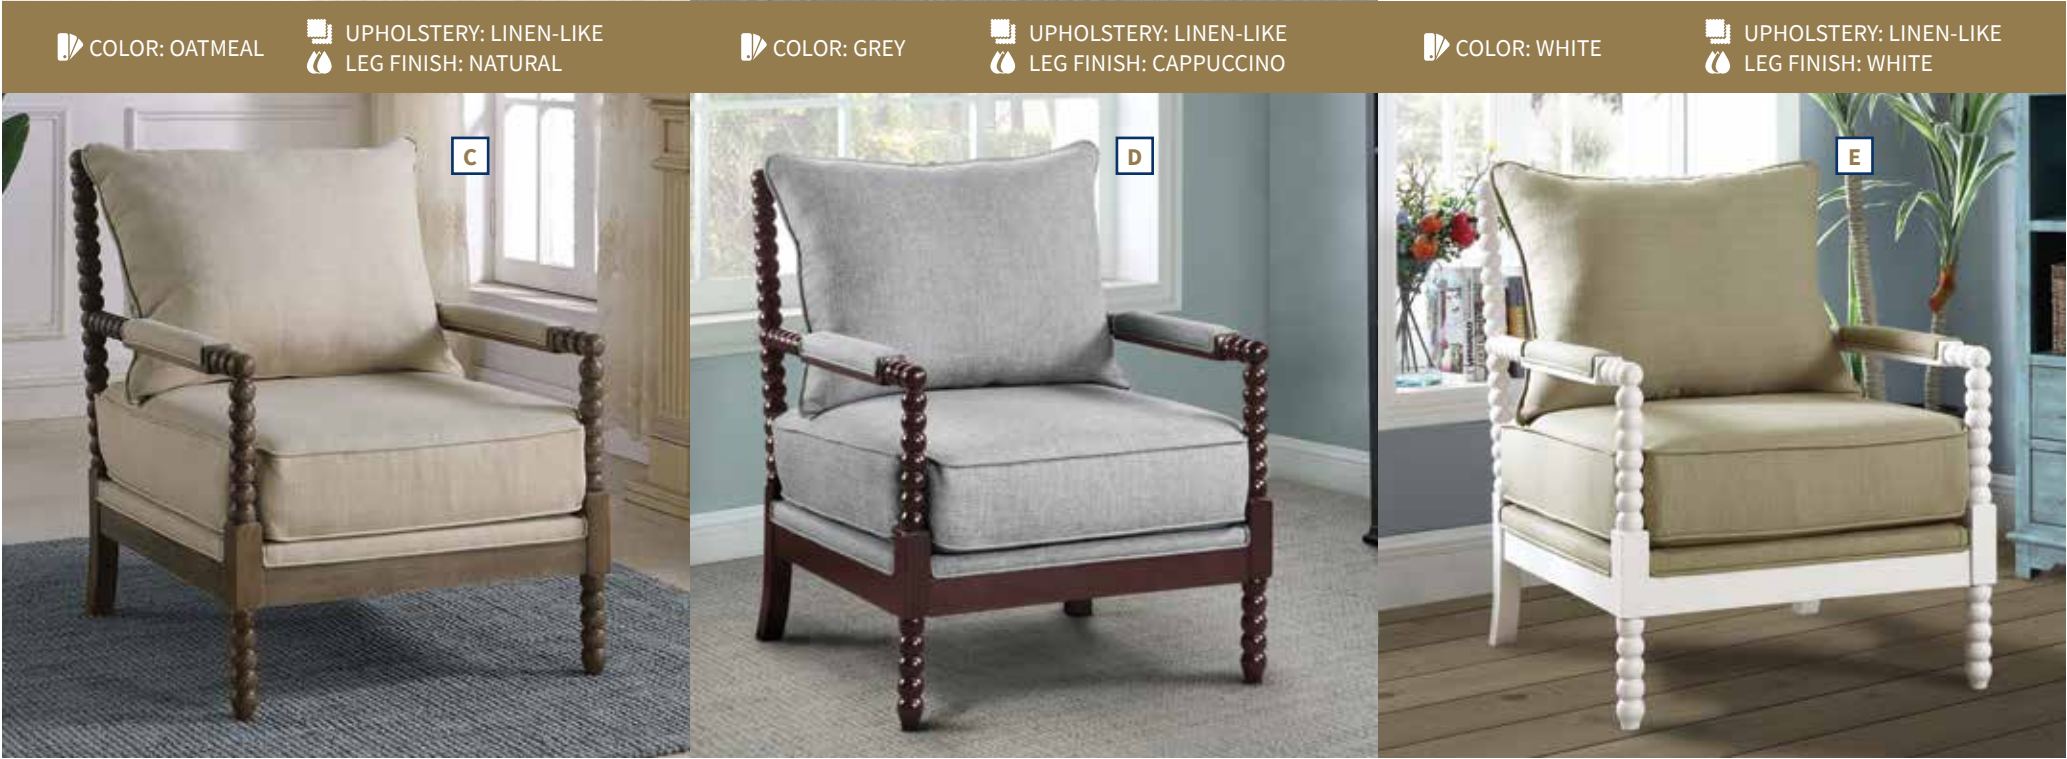 COLOR: OATMEAL
UPHOLSTERY: LINEN-LIKE
LEG FINISH: NATURAL
COLOR: GREY
UPHOLSTERY: LINEN-LIKE
LEG FINISH: CAPPUCCINO
COLOR: WHITE
UPHOLSTERY: LINEN-LIKE
LEG FINISH: WHITE
C
D
E